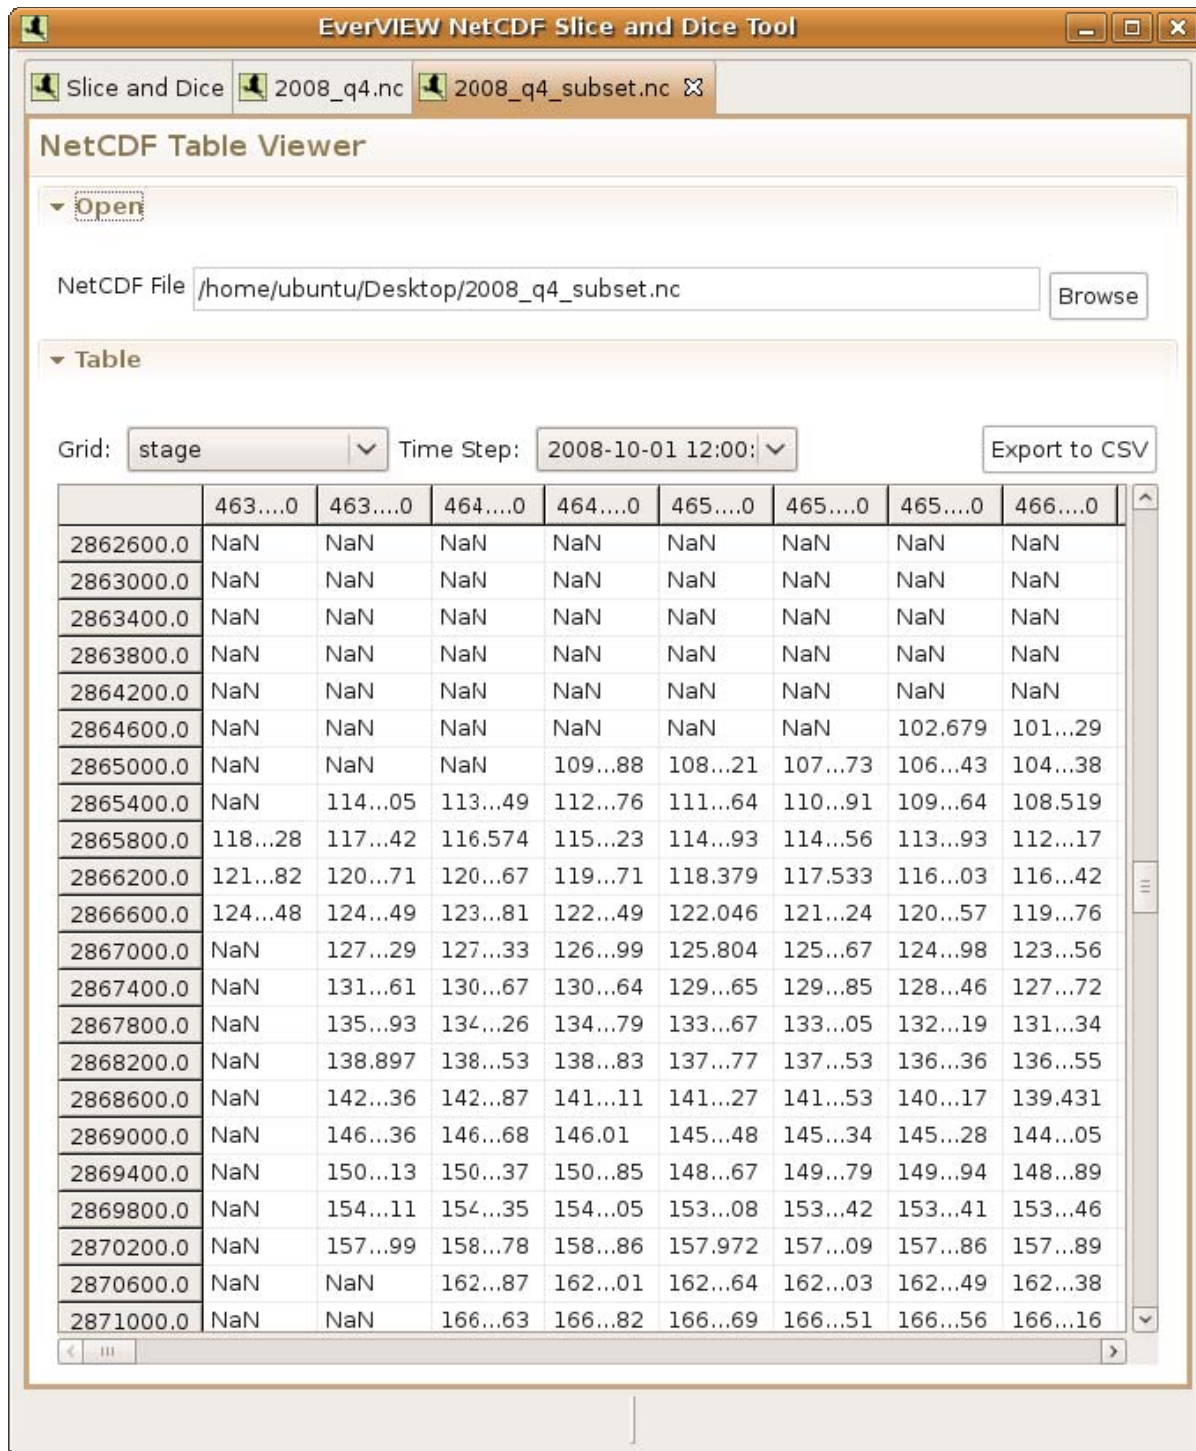 EverVIEW NetCDF Slice and Dice Tool
Slice and Dice 2008_q4.nc 2008_q4_subset.nc
NetCDF Table Viewer
Open
NetCDF File /home/ubuntu/Desktop/2008_q4_subset.nc Browse
Table
Grid: stage Time Step: 2008-10-01 12:00: Export to CSV
463....0 463....0 464....0 464....0 465....0 465....0 465....0 466....0
2862600.0 NaN NaN NaN NaN NaN NaN NaN NaN
2863000.0 NaN NaN NaN NaN NaN NaN NaN NaN
2863400.0 NaN NaN NaN NaN NaN NaN NaN NaN
2863800.0 NaN NaN NaN NaN NaN NaN NaN NaN
2864200.0 NaN NaN NaN NaN NaN NaN NaN NaN
2864600.0 NaN NaN NaN NaN NaN NaN 102.679 101...29
2865000.0 NaN NaN NaN 109...88 108...21 107...73 106...43 104...38
2865400.0 NaN 114...05 113...49 112...76 111...64 110...91 109...64 108.519
2865800.0 118...28 117...42 116.574 115...23 114...93 114...56 113...93 112...17
2866200.0 121...82 120...71 120...67 119...71 118.379 117.533 116...03 116...42
2866600.0 124...48 124...49 123...81 122...49 122.046 121...24 120...57 119...76
2867000.0 NaN 127...29 127...33 126...99 125.804 125...67 124...98 123...56
2867400.0 NaN 131...61 130...67 130...64 129...65 129...85 128...46 127...72
2867800.0 NaN 135...93 134...26 134...79 133...67 133...05 132...19 131...34
2868200.0 NaN 138.897 138...53 138...83 137...77 137...53 136...36 136...55
2868600.0 NaN 142...36 142...87 141...11 141...27 141...53 140...17 139.431
2869000.0 NaN 146...36 146...68 146.01 145...48 145...34 145...28 144...05
2869400.0 NaN 150...13 150...37 150...85 148...67 149...79 149...94 148...89
2869800.0 NaN 154...11 154...35 154...05 153...08 153...42 153...41 153...46
2870200.0 NaN 157...99 158...78 158...86 157.972 157...09 157...86 157...89
2870600.0 NaN NaN 162...87 162...01 162...64 162...03 162...49 162...38
2871000.0 NaN NaN 166...63 166...82 166...69 166...51 166...56 166...16